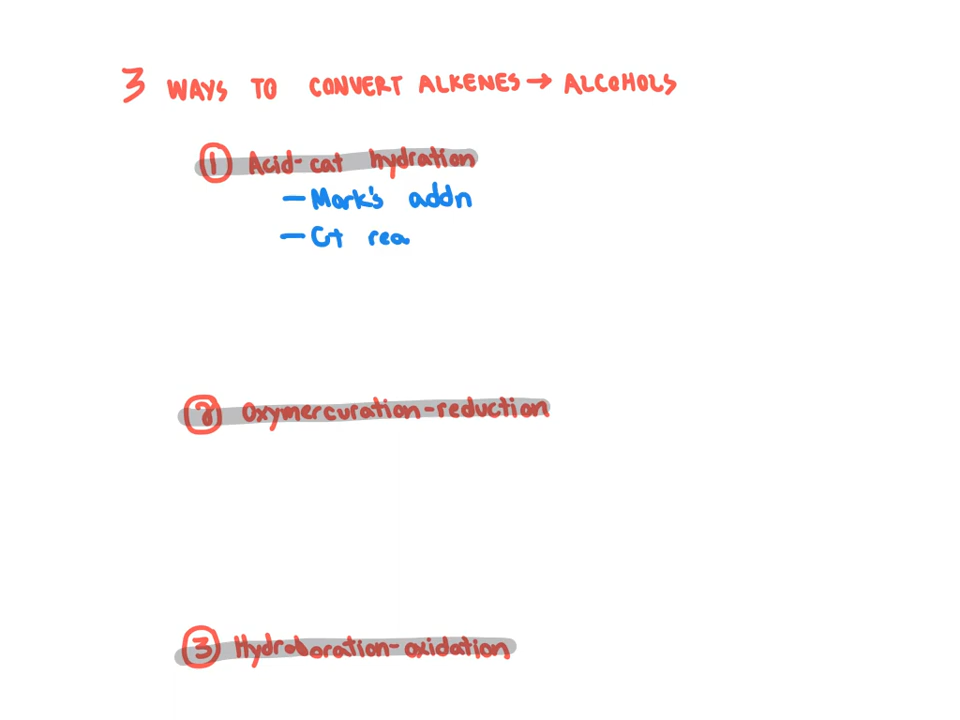 3 WAYS TO CONVERT ALKENES → ALCOHOLS
① Acid-cat hydration
— Mark's addn
— C+ rea
② Oxymercuration-reduction
③ Hydroboration-oxidation